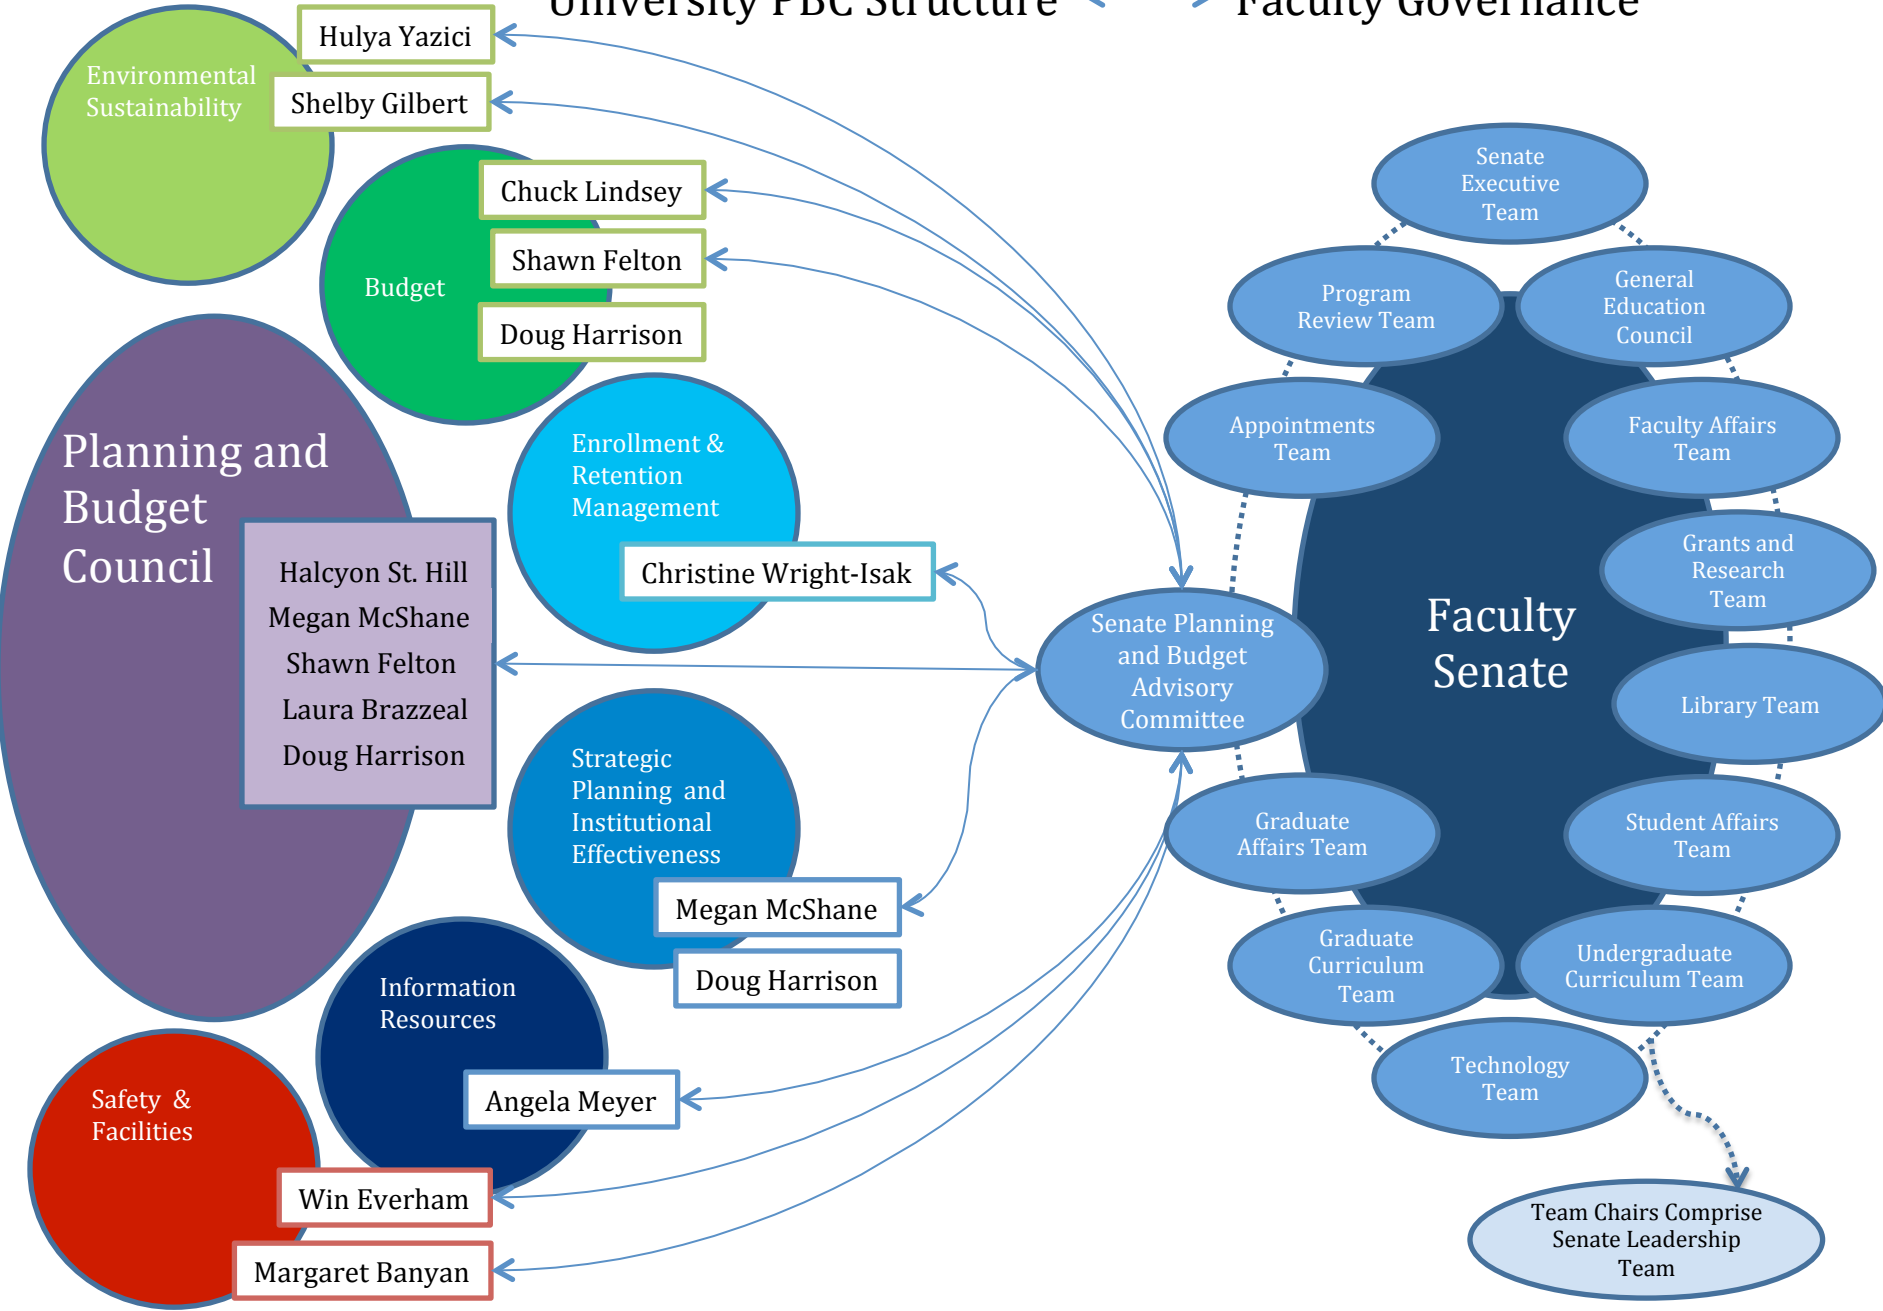 University PBC Structure Faculty Governance
Hulya Yazici
Environmental
Sustainability
Shelby Gilbert
Chuck Lindsey
Shawn Felton
Budget
Doug Harrison
Planning and
Budget
Council
Halcyon St. Hill
Megan McShane
Shawn Felton
Laura Brazzeal
Doug Harrison
Enrollment &
Retention
Management
Christine Wright-Isak
Strategic
Planning and
Institutional
Effectiveness
Megan McShane
Doug Harrison
Information
Resources
Angela Meyer
Safety &
Facilities
Win Everham
Margaret Banyan
Senate Planning
and Budget
Advisory
Committee
Faculty
Senate
Senate
Executive
Team
Program
Review Team
General
Education
Council
Appointments
Team
Faculty Affairs
Team
Grants and
Research
Team
Library Team
Graduate
Affairs Team
Student Affairs
Team
Graduate
Curriculum
Team
Undergraduate
Curriculum Team
Technology
Team
Team Chairs Comprise
Senate Leadership
Team